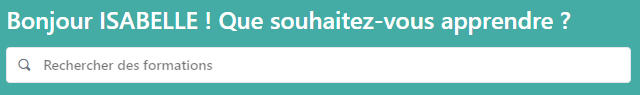 Bonjour ISABELLE ! Que souhaitez-vous apprendre ?
Rechercher des formations